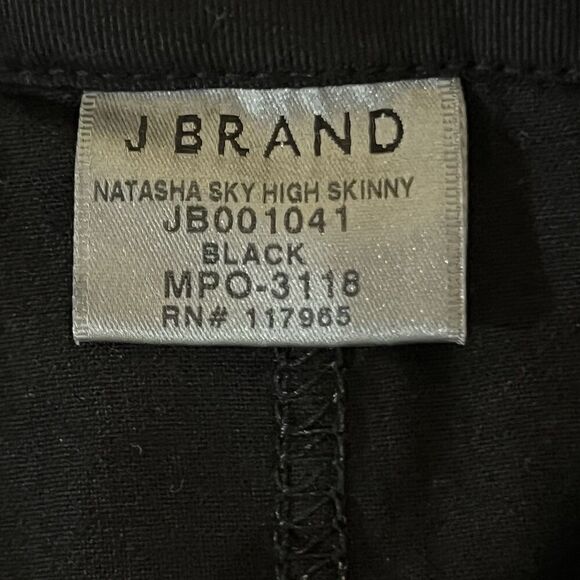 J BRAND
NATASHA SKY HIGH SKINNY
JB001041
BLACK
MPO-3118
RN# 117965